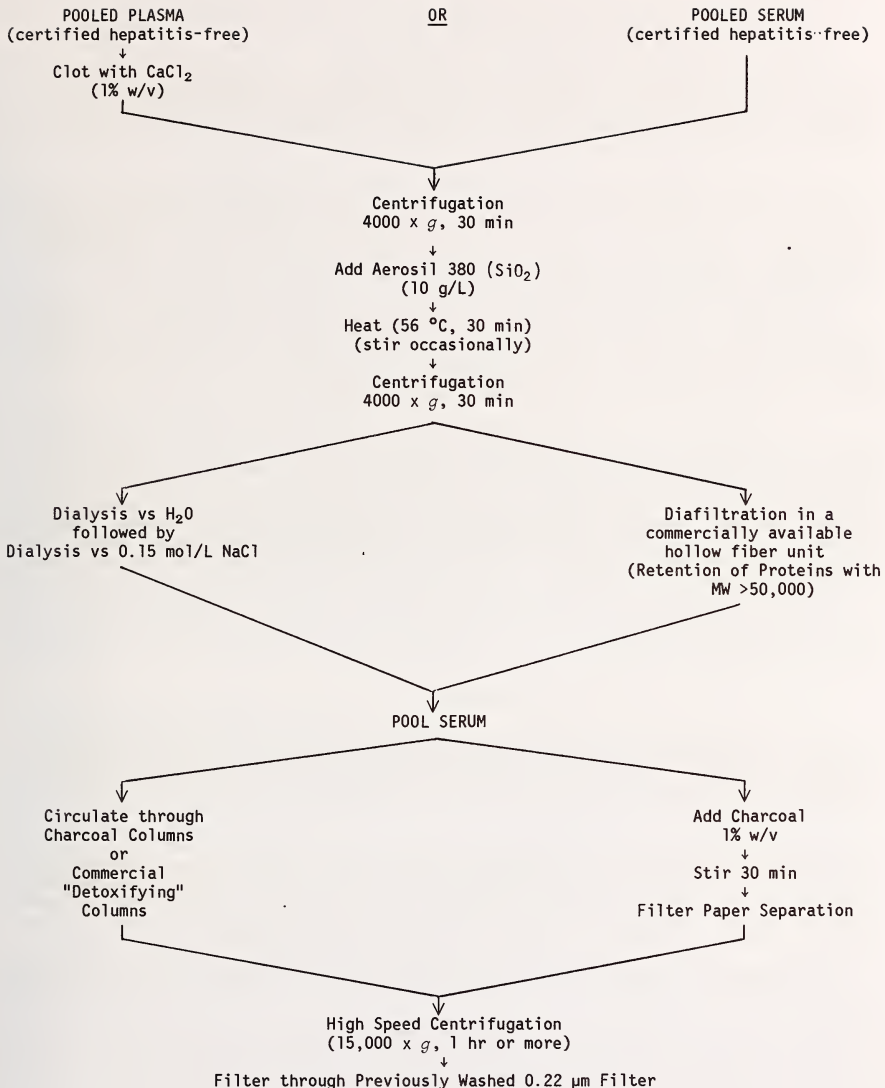 POOLED PLASMA
(certified hepatitis-free)
OR
POOLED SERUM
(certified hepatitis-free)
Clot with CaCl₂
(1% w/v)
Centrifugation
4000 x g, 30 min
Add Aerosil 380 (SiO₂)
(10 g/L)
Heat (56 °C, 30 min)
(stir occasionally)
Centrifugation
4000 x g, 30 min
Dialysis vs H₂O
followed by
Dialysis vs 0.15 mol/L NaCl
Diafiltration in a
commercially available
hollow fiber unit
(Retention of Proteins with
MW >50,000)
POOL SERUM
Circulate through
Charcoal Columns
or
Commercial
"Detoxifying"
Columns
Add Charcoal
1% w/v
Stir 30 min
Filter Paper Separation
High Speed Centrifugation
(15,000 x g, 1 hr or more)
Filter through Previously Washed 0.22 µm Filter